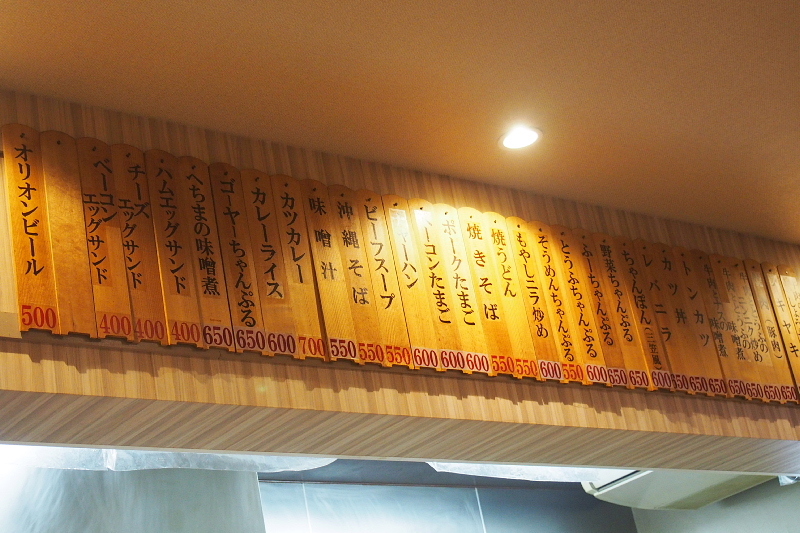 オリオンビール
500
ベーコン
エッグサンド
400
チーズ
エッグサンド
400
ハムエッグサンド
400
へちまの味噌煮
650
ゴーヤーちゃんぷる
650
カレーライス
600
カツカレー
700
味噌汁
550
沖縄そば
550
ビーフスープ
550
ーハン
600
ベーコンたまご
600
ポークたまご
600
焼きそば
550
焼うどん
550
もやしニラ炒め
600
そうめんちゃんぷる
550
とうふちゃんぷる
600
ふーちゃんぷる
650
野菜ちゃんぷる
650
ちゃんぽん
600
レバニラ
650
カツ丼
650
トンカツ
650